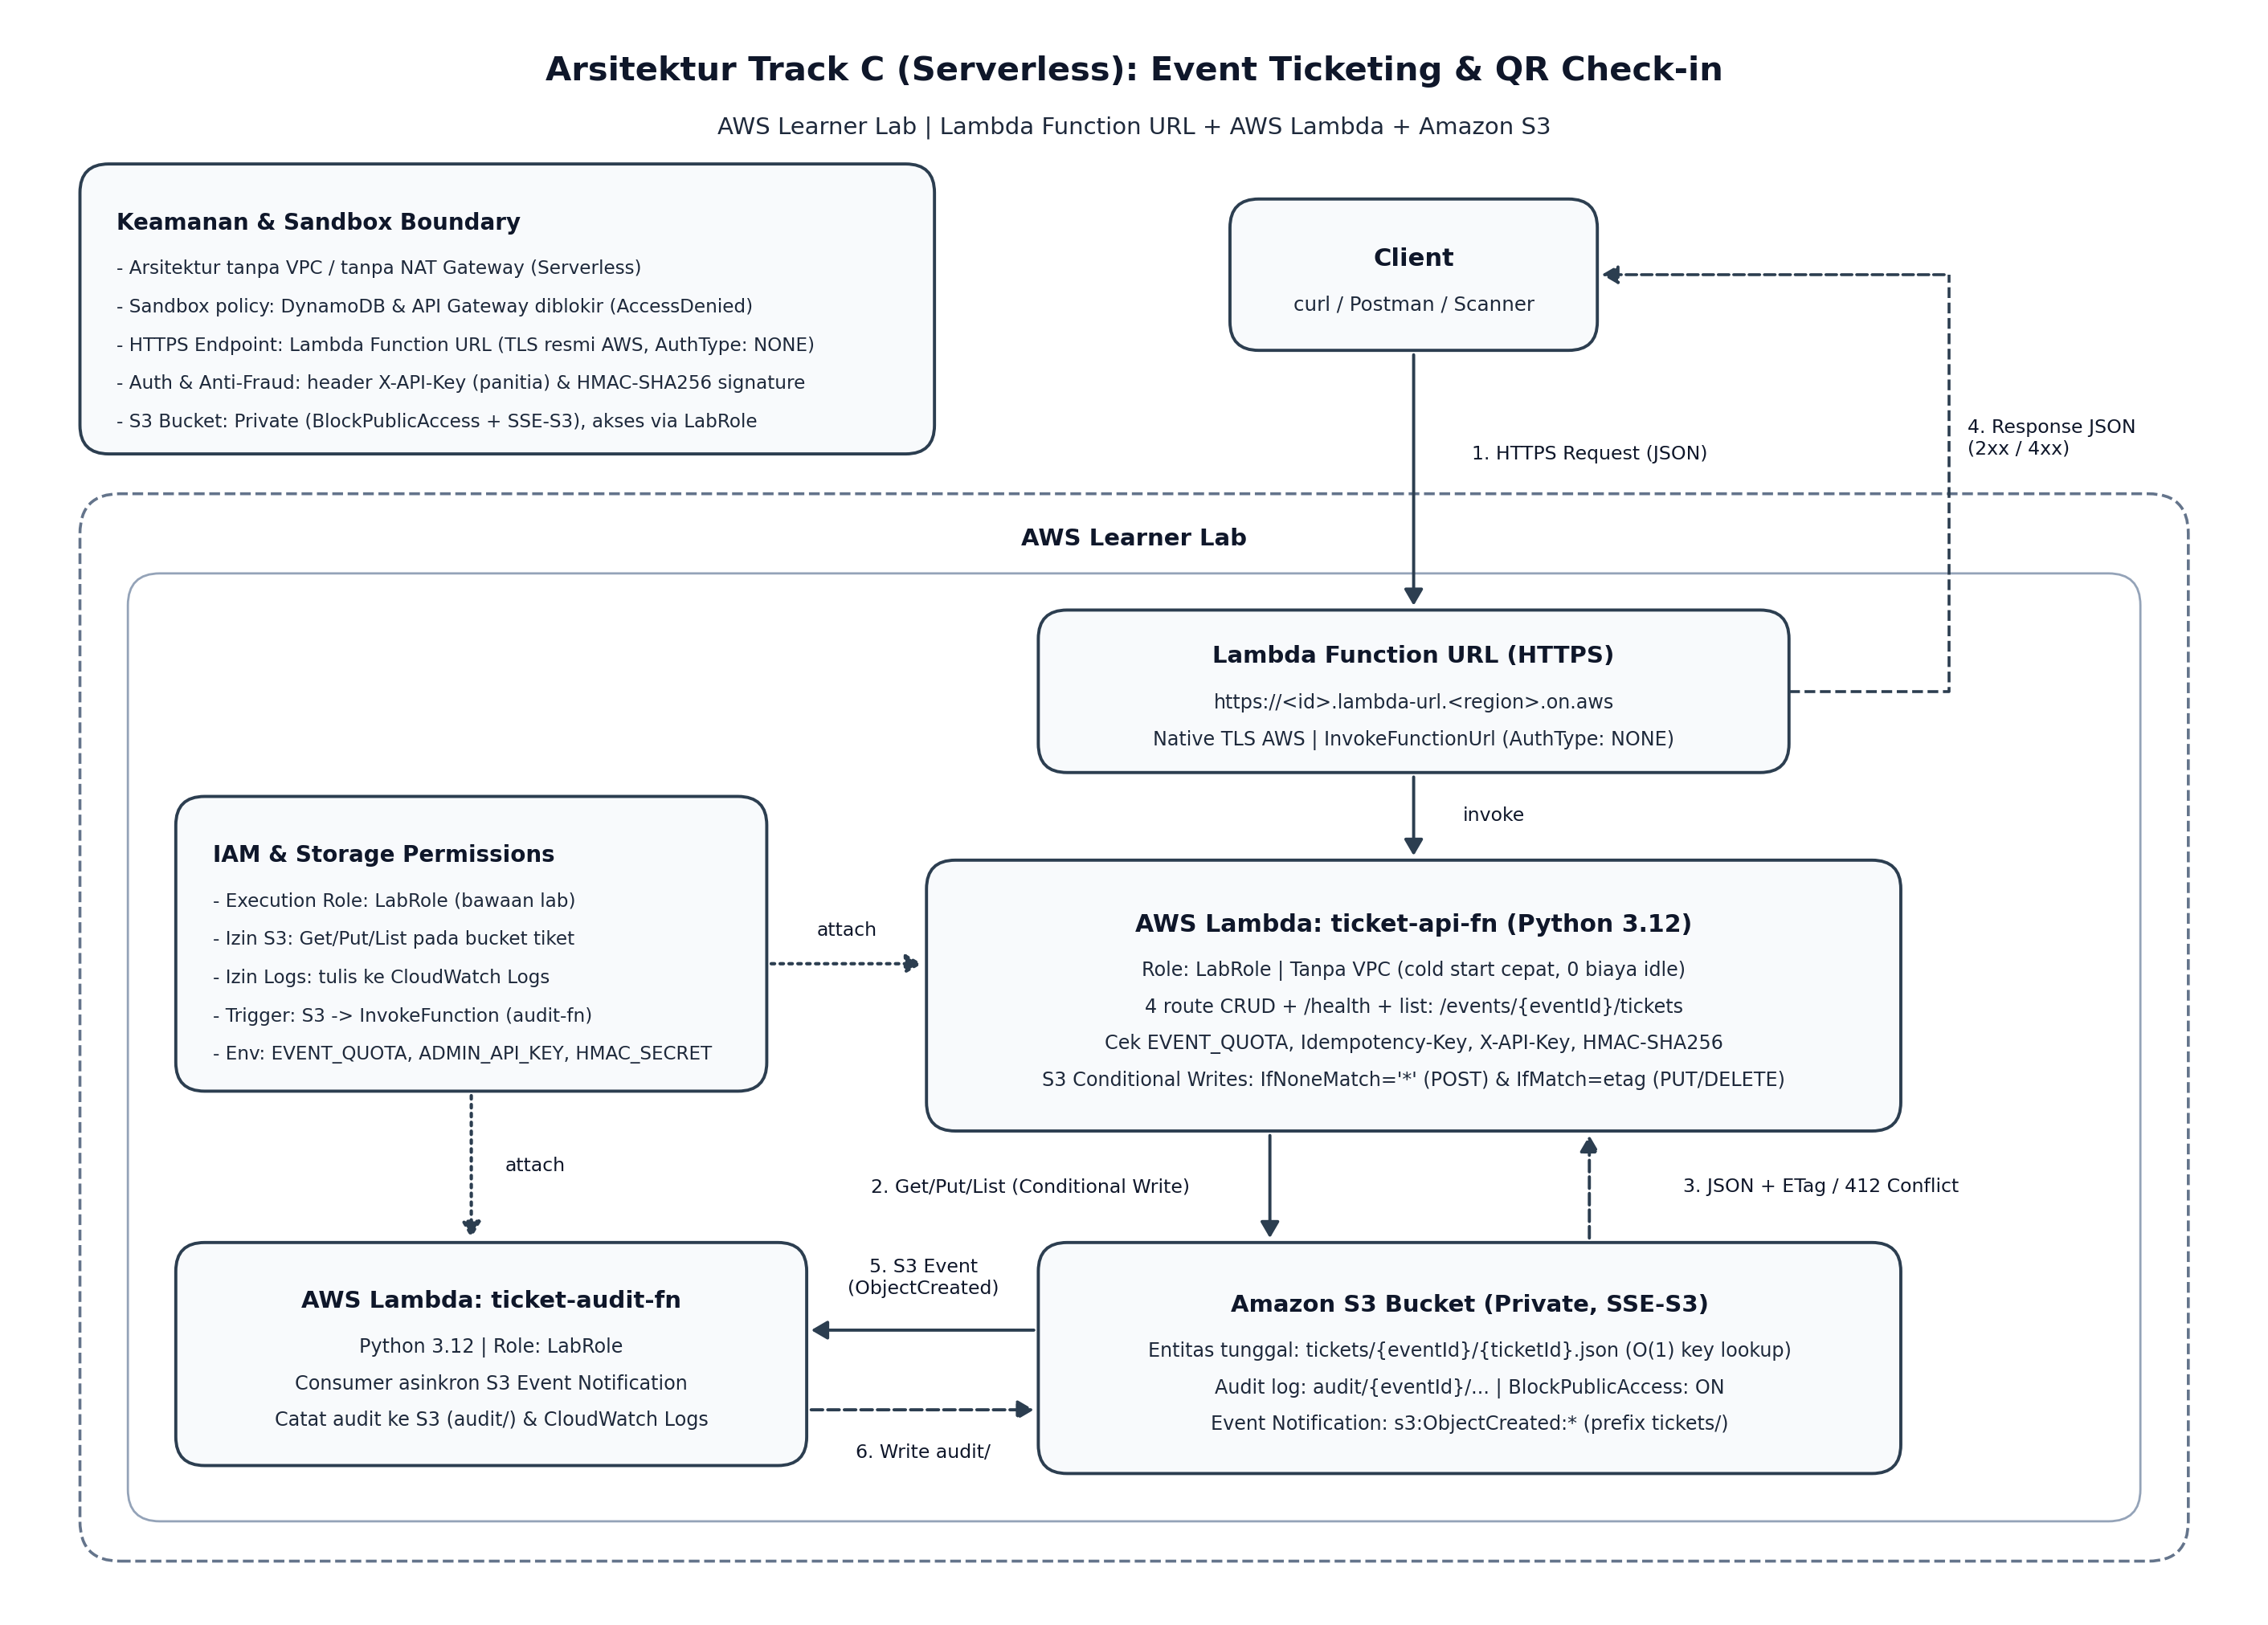 Arsitektur Track C (Serverless): Event Ticketing & QR Check-in
AWS Learner Lab | Lambda Function URL + AWS Lambda + Amazon S3
Keamanan & Sandbox Boundary
- Arsitektur tanpa VPC / tanpa NAT Gateway (Serverless)
- Sandbox policy: DynamoDB & API Gateway diblokir (AccessDenied)
- HTTPS Endpoint: Lambda Function URL (TLS resmi AWS, AuthType: NONE)
- Auth & Anti-Fraud: header X-API-Key (panitia) & HMAC-SHA256 signature
- S3 Bucket: Private (BlockPublicAccess + SSE-S3), akses via LabRole
Client
curl / Postman / Scanner
4. Response JSON
(2xx / 4xx)
1. HTTPS Request (JSON)
AWS Learner Lab
Lambda Function URL (HTTPS)
https://<id>.lambda-url.<region>.on.aws
Native TLS AWS | InvokeFunctionUrl (AuthType: NONE)
invoke
IAM & Storage Permissions
- Execution Role: LabRole (bawaan lab)
- Izin S3: Get/Put/List pada bucket tiket
- Izin Logs: tulis ke CloudWatch Logs
- Trigger: S3 -> InvokeFunction (audit-fn)
- Env: EVENT_QUOTA, ADMIN_API_KEY, HMAC_SECRET
attach
AWS Lambda: ticket-api-fn (Python 3.12)
Role: LabRole | Tanpa VPC (cold start cepat, 0 biaya idle)
4 route CRUD + /health + list: /events/{eventId}/tickets
Cek EVENT_QUOTA, Idempotency-Key, X-API-Key, HMAC-SHA256
S3 Conditional Writes: IfNoneMatch='*' (POST) & IfMatch=etag (PUT/DELETE)
attach
2. Get/Put/List (Conditional Write)
3. JSON + ETag / 412 Conflict
AWS Lambda: ticket-audit-fn
Python 3.12 | Role: LabRole
Consumer asinkron S3 Event Notification
Catat audit ke S3 (audit/) & CloudWatch Logs
5. S3 Event
(ObjectCreated)
6. Write audit/
Amazon S3 Bucket (Private, SSE-S3)
Entitas tunggal: tickets/{eventId}/{ticketId}.json (O(1) key lookup)
Audit log: audit/{eventId}/... | BlockPublicAccess: ON
Event Notification: s3:ObjectCreated:* (prefix tickets/)